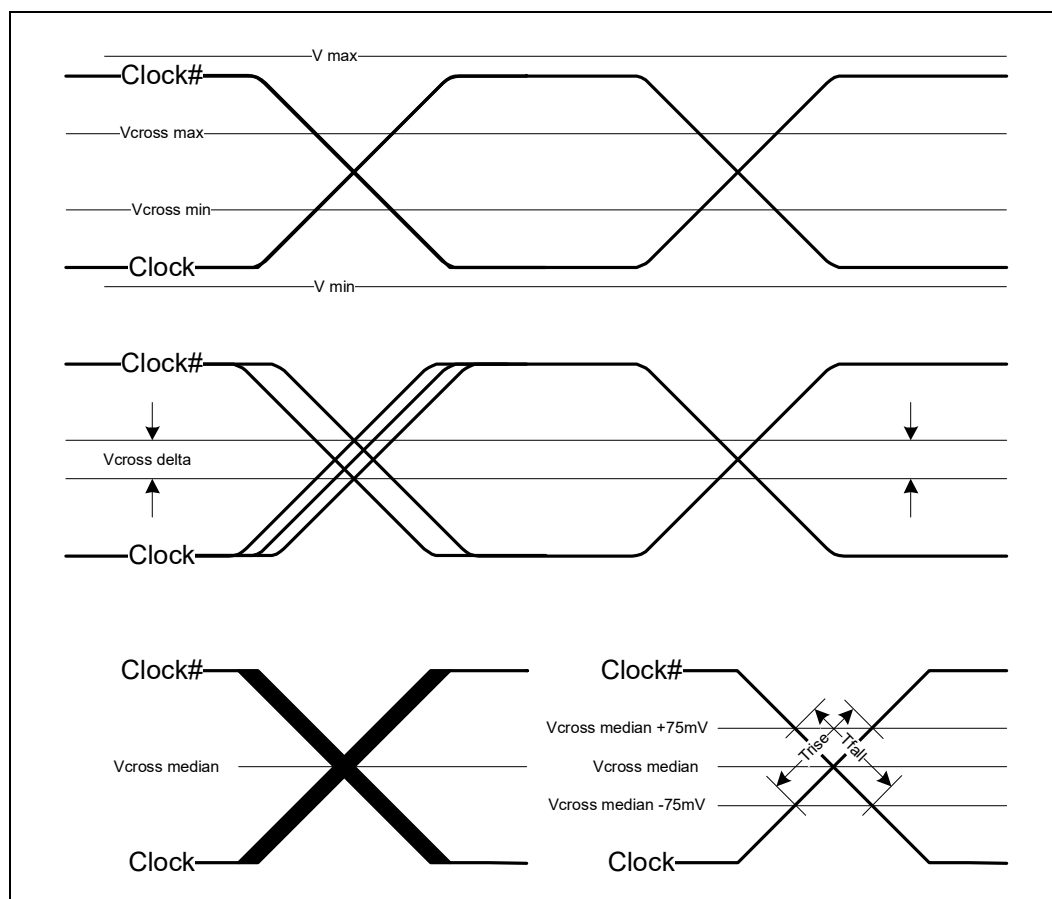 V max
Clock#
Vcross max
Vcross min
Clock
V min
Clock#
Vcross delta
Clock
Clock#
Vcross median
Clock
Clock#
Vcross median +75mV
Trise
Tfall
Vcross median
Vcross median -75mV
Clock